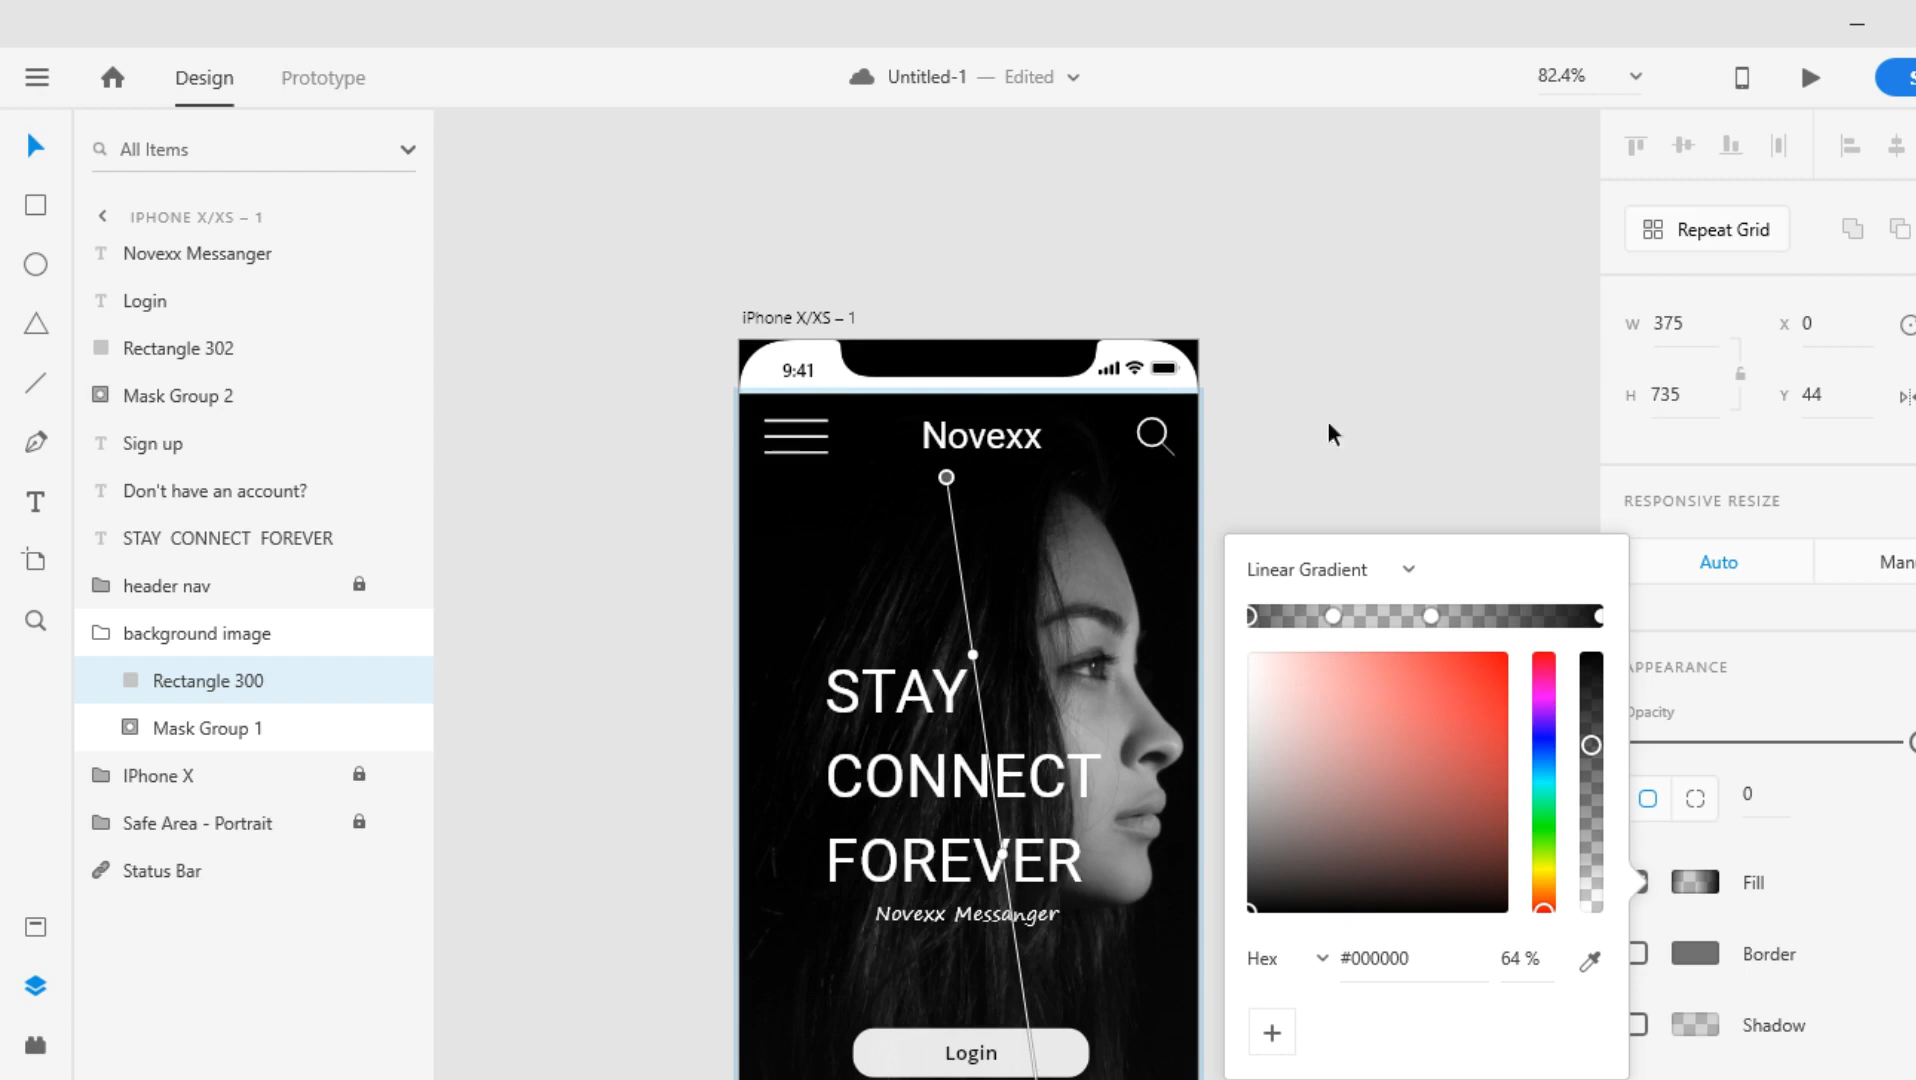 Design
Prototype
Untitled-1 — Edited
82.4%
S
All Items
IPHONE X/XS – 1
Novexx Messanger
Login
Rectangle 302
Mask Group 2
Sign up
Don't have an account?
STAY CONNECT FOREVER
header nav
background image
Rectangle 300
Mask Group 1
IPhone X
Safe Area - Portrait
Status Bar
iPhone X/XS – 1
9:41
Novexx
STAY
CONNECT
FOREVER
Novexx Messanger
Login
Linear Gradient
Hex
#000000
64 %
Repeat Grid
W 375
X 0
H 735
Y 44
RESPONSIVE RESIZE
Auto
Man
APPEARANCE
Opacity
0
Fill
Border
Shadow